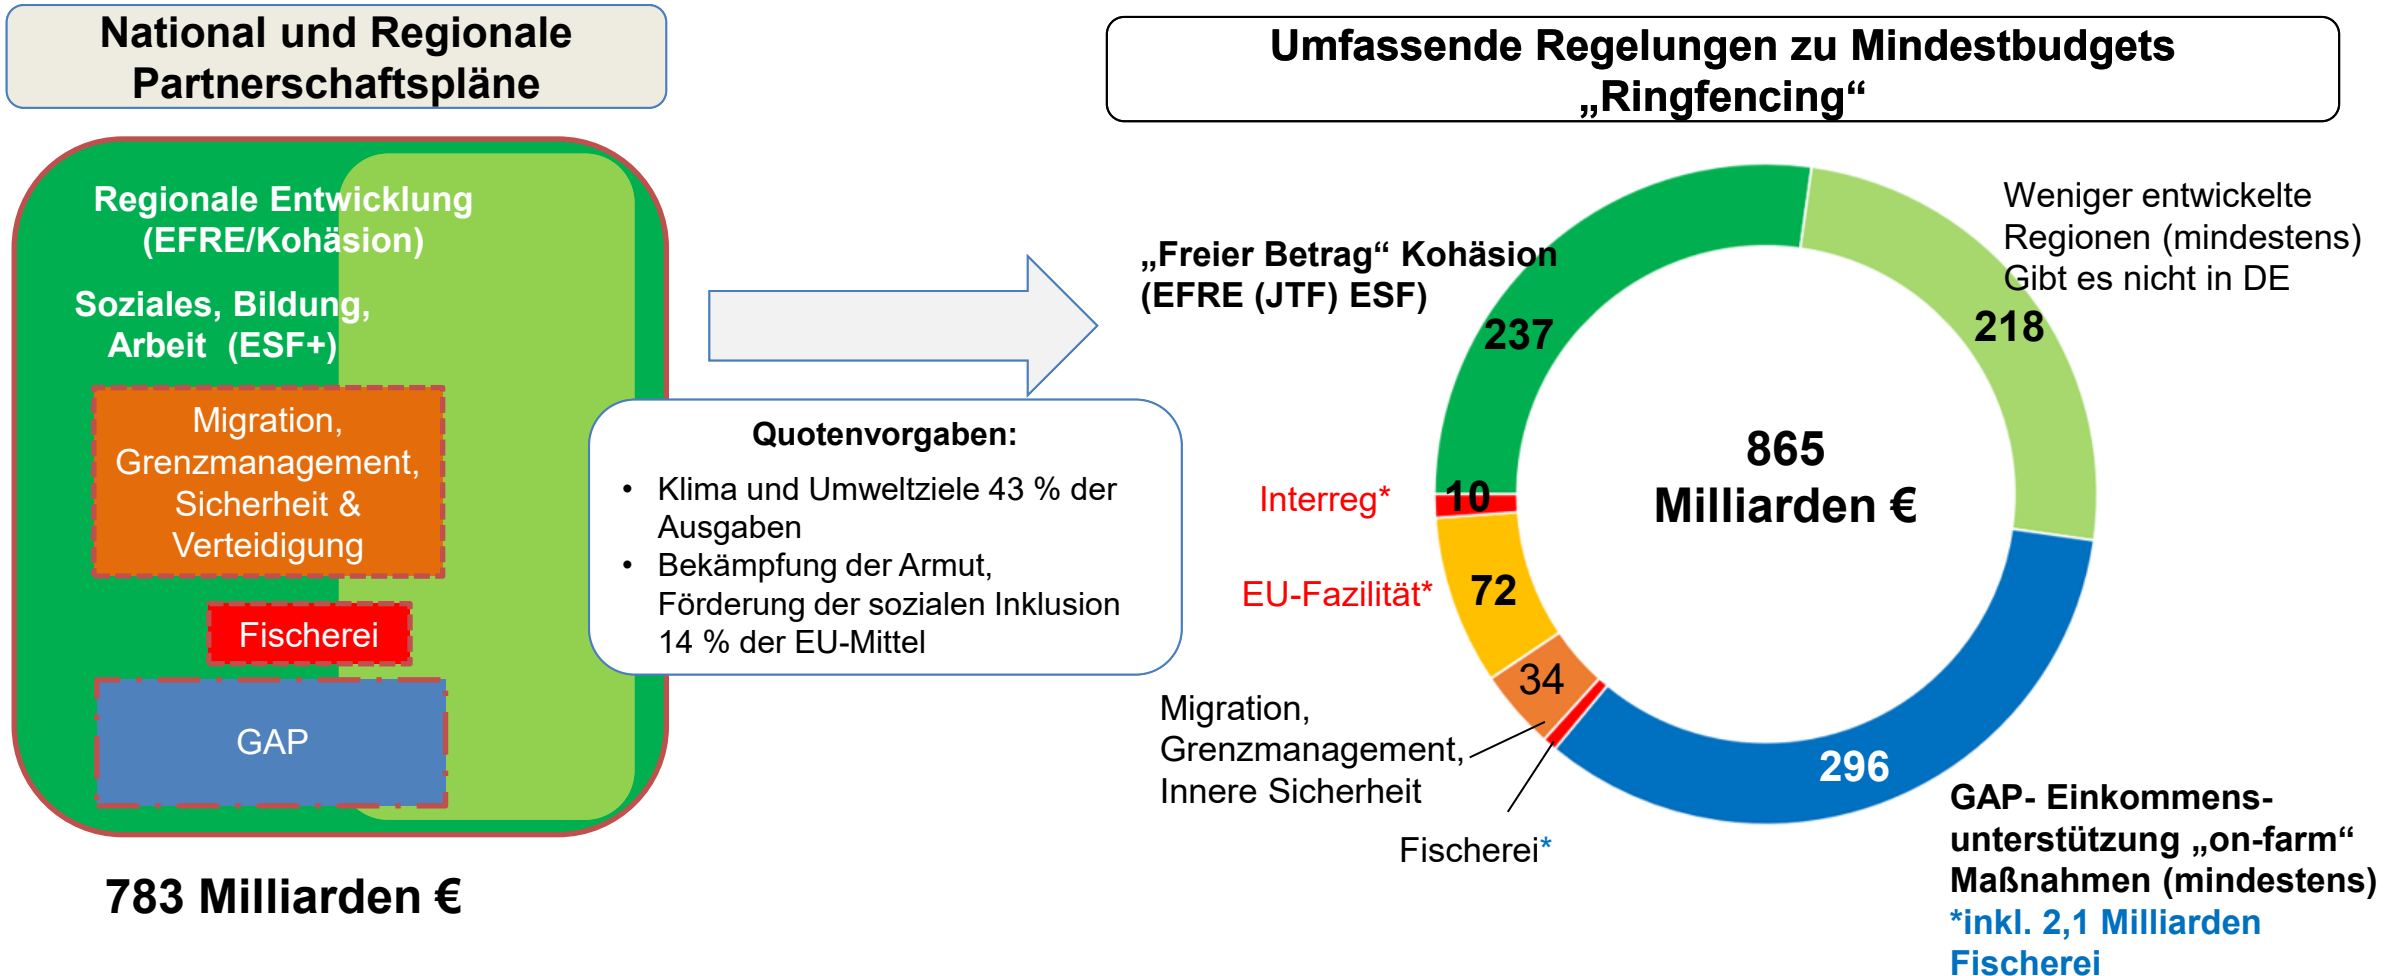 National und Regionale
Partnerschaftspläne
Regionale Entwicklung
(EFRE/Kohäsion)
Soziales, Bildung,
Arbeit (ESF+)
Migration,
Grenzmanagement,
Sicherheit &
Verteidigung
Fischerei
GAP
783 Milliarden €
Quotenvorgaben:
• Klima und Umweltziele 43 % der
Ausgaben
• Bekämpfung der Armut,
Förderung der sozialen Inklusion
14 % der EU-Mittel
Umfassende Regelungen zu Mindestbudgets
„Ringfencing“
„Freier Betrag“ Kohäsion
(EFRE (JTF) ESF)
237
Weniger entwickelte
Regionen (mindestens)
Gibt es nicht in DE
218
865
Milliarden €
Interreg*
10
EU-Fazilität*
72
34
Migration,
Grenzmanagement,
Innere Sicherheit
Fischerei*
296
GAP- Einkommens-
unterstützung „on-farm“
Maßnahmen (mindestens)
*inkl. 2,1 Milliarden
Fischerei